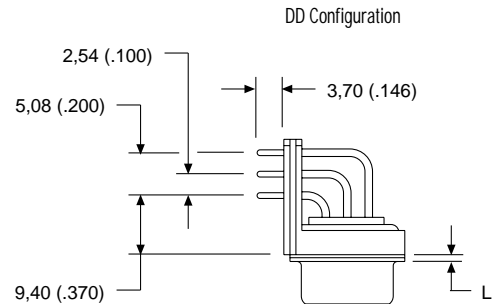 DD Configuration
2,54 (.100)
5,08 (.200)
3,70 (.146)
9,40 (.370)
L